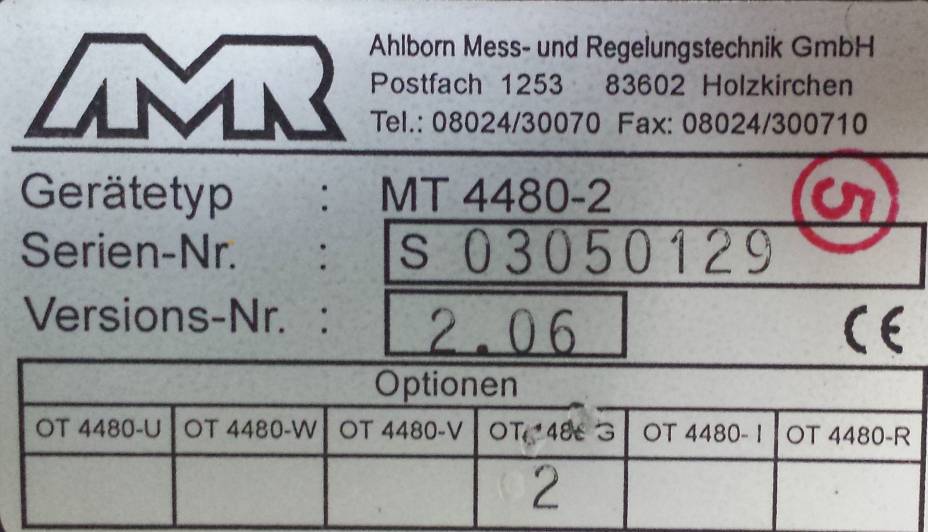 AMR
Ahlborn Mess- und Regelungstechnik GmbH
Postfach 1253 83602 Holzkirchen
Tel.: 08024/30070 Fax: 08024/300710
5
Gerätetyp : MT 4480-2
Serien-Nr. : S 03050129
Versions-Nr. : 2.06
CE
Optionen
OT 4480-U OT 4480-W OT 4480-V OT 4480-G OT 4480-I OT 4480-R
2